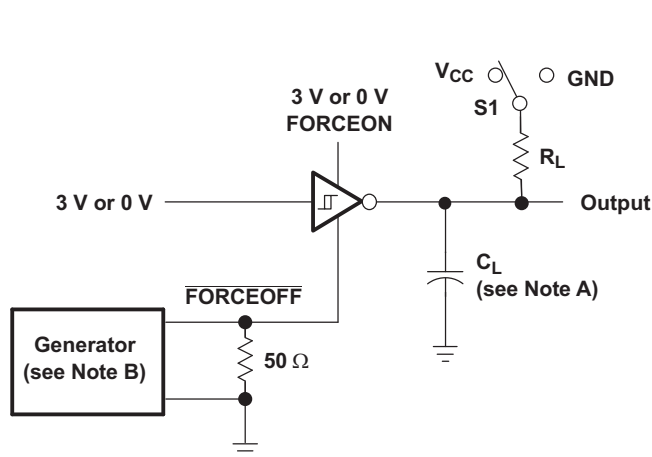 VCC
GND
S1
3 V or 0 V
FORCEON
RL
3 V or 0 V
Output
CL
(see Note A)
FORCEOFF
Generator
(see Note B)
50 Ω